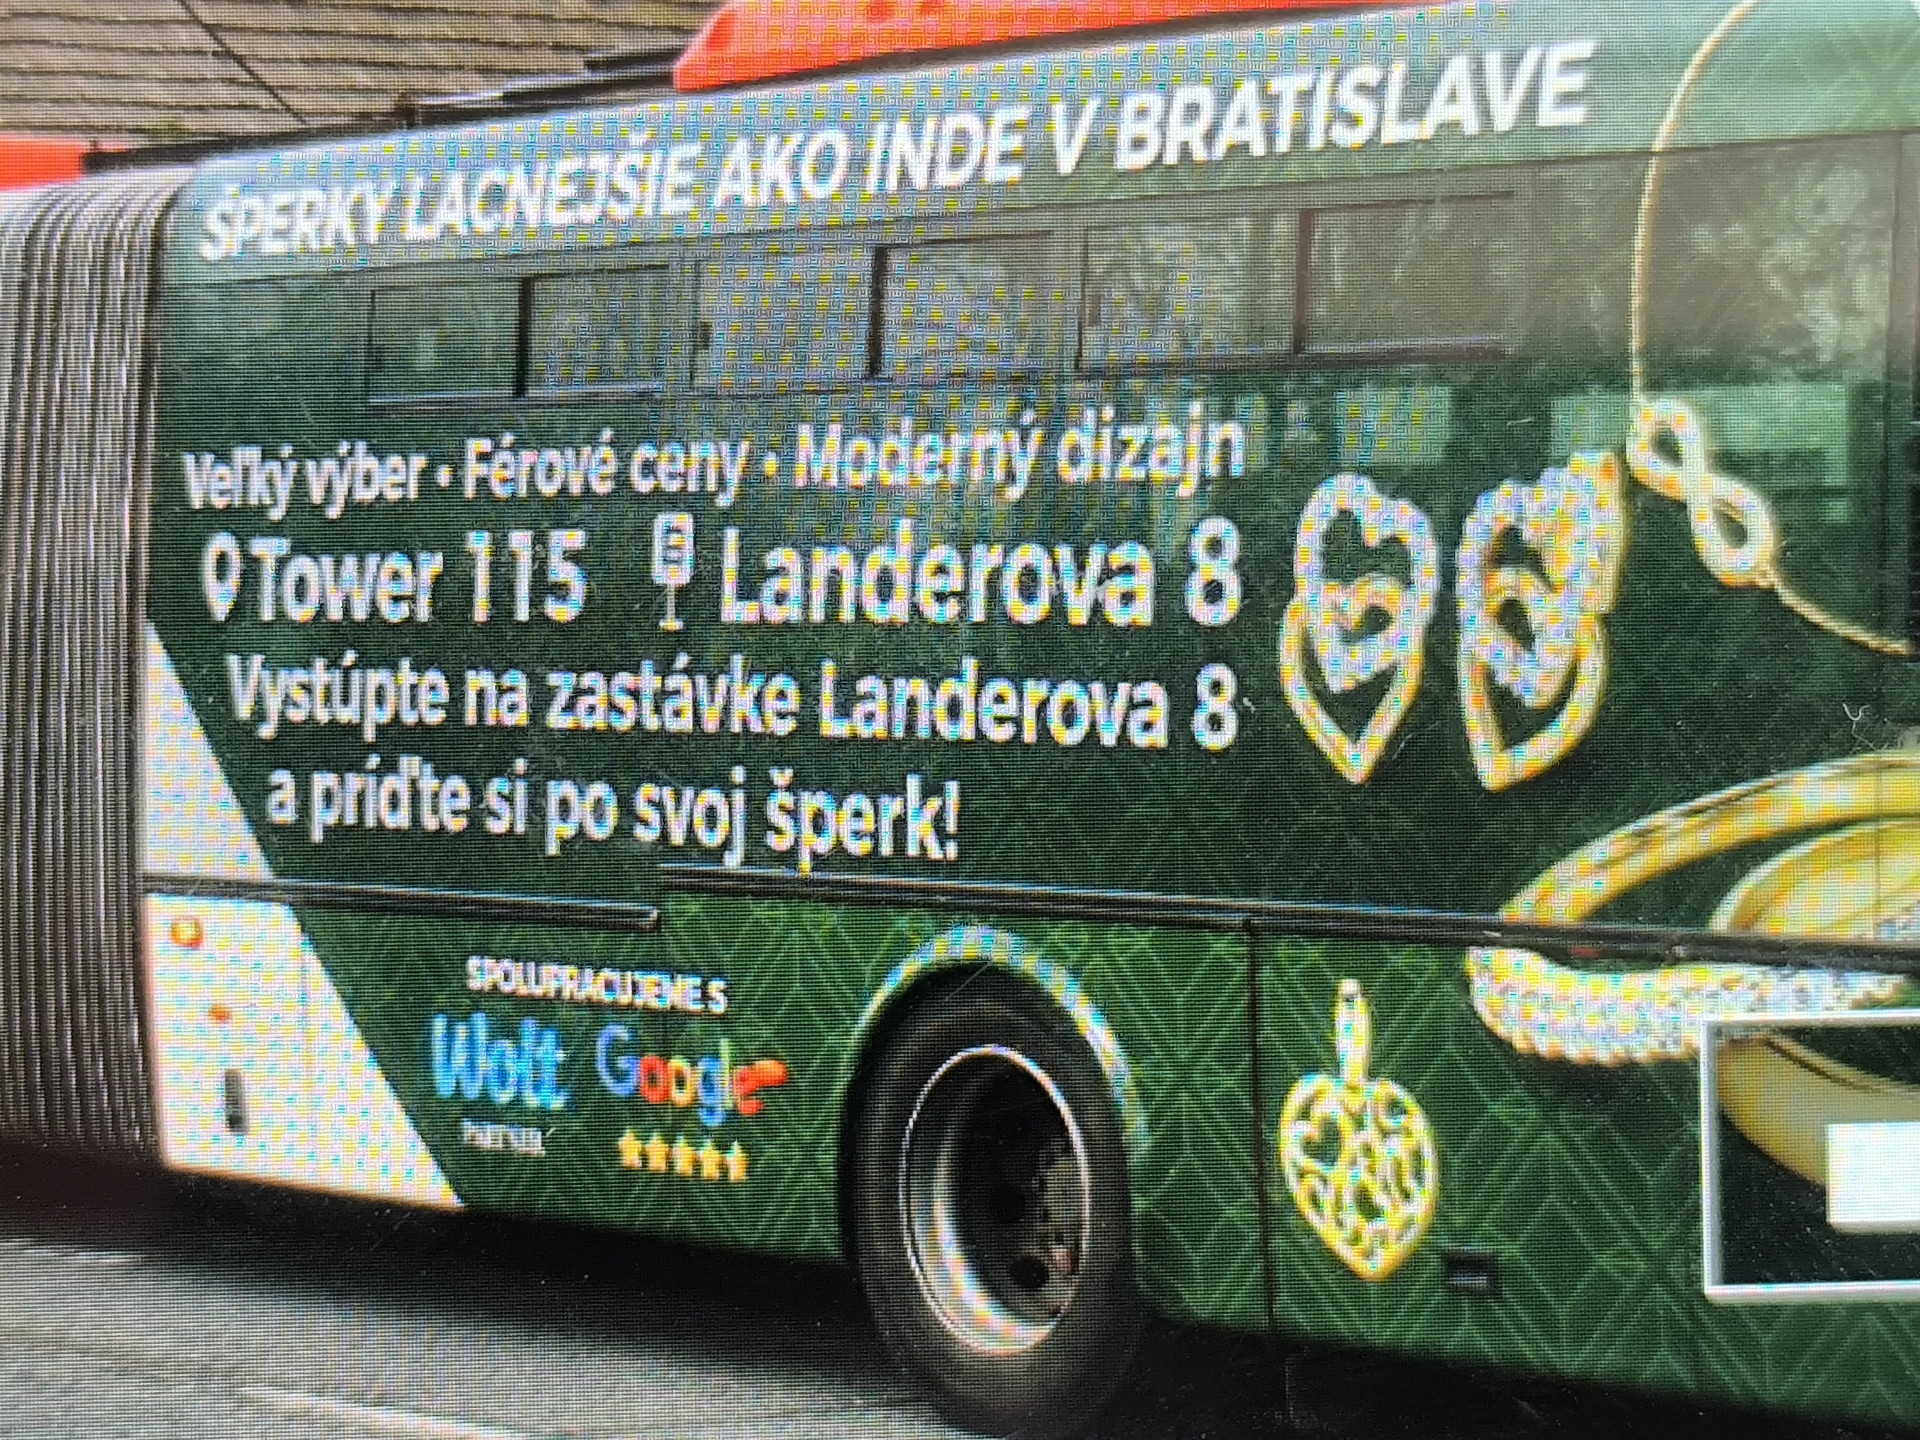 ŠPERKY LACNEJŠIE AKO INDE V BRATISLAVE
Veľký výber • Férové ceny • Moderný dizajn
Tower 115 Landerova 8
Vystúpte na zastávke Landerova 8
a príďte si po svoj šperk!
SPOLUPRACUJEME S
Wolt Google
PARTNER